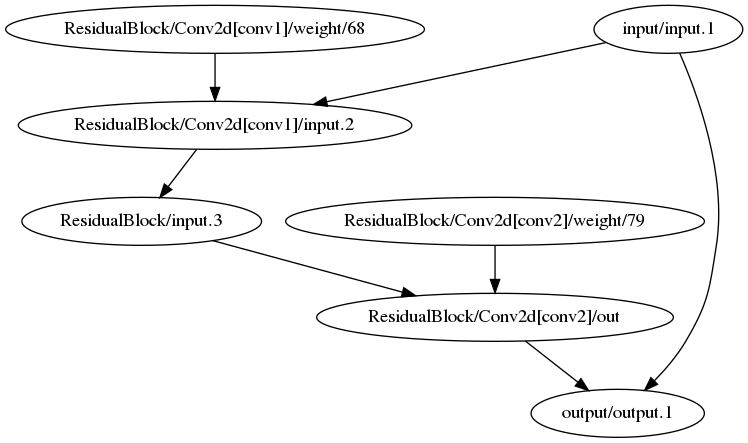 ResidualBlock/Conv2d[conv1]/weight/68
input/input.1
ResidualBlock/Conv2d[conv1]/input.2
ResidualBlock/input.3
ResidualBlock/Conv2d[conv2]/weight/79
ResidualBlock/Conv2d[conv2]/out
output/output.1